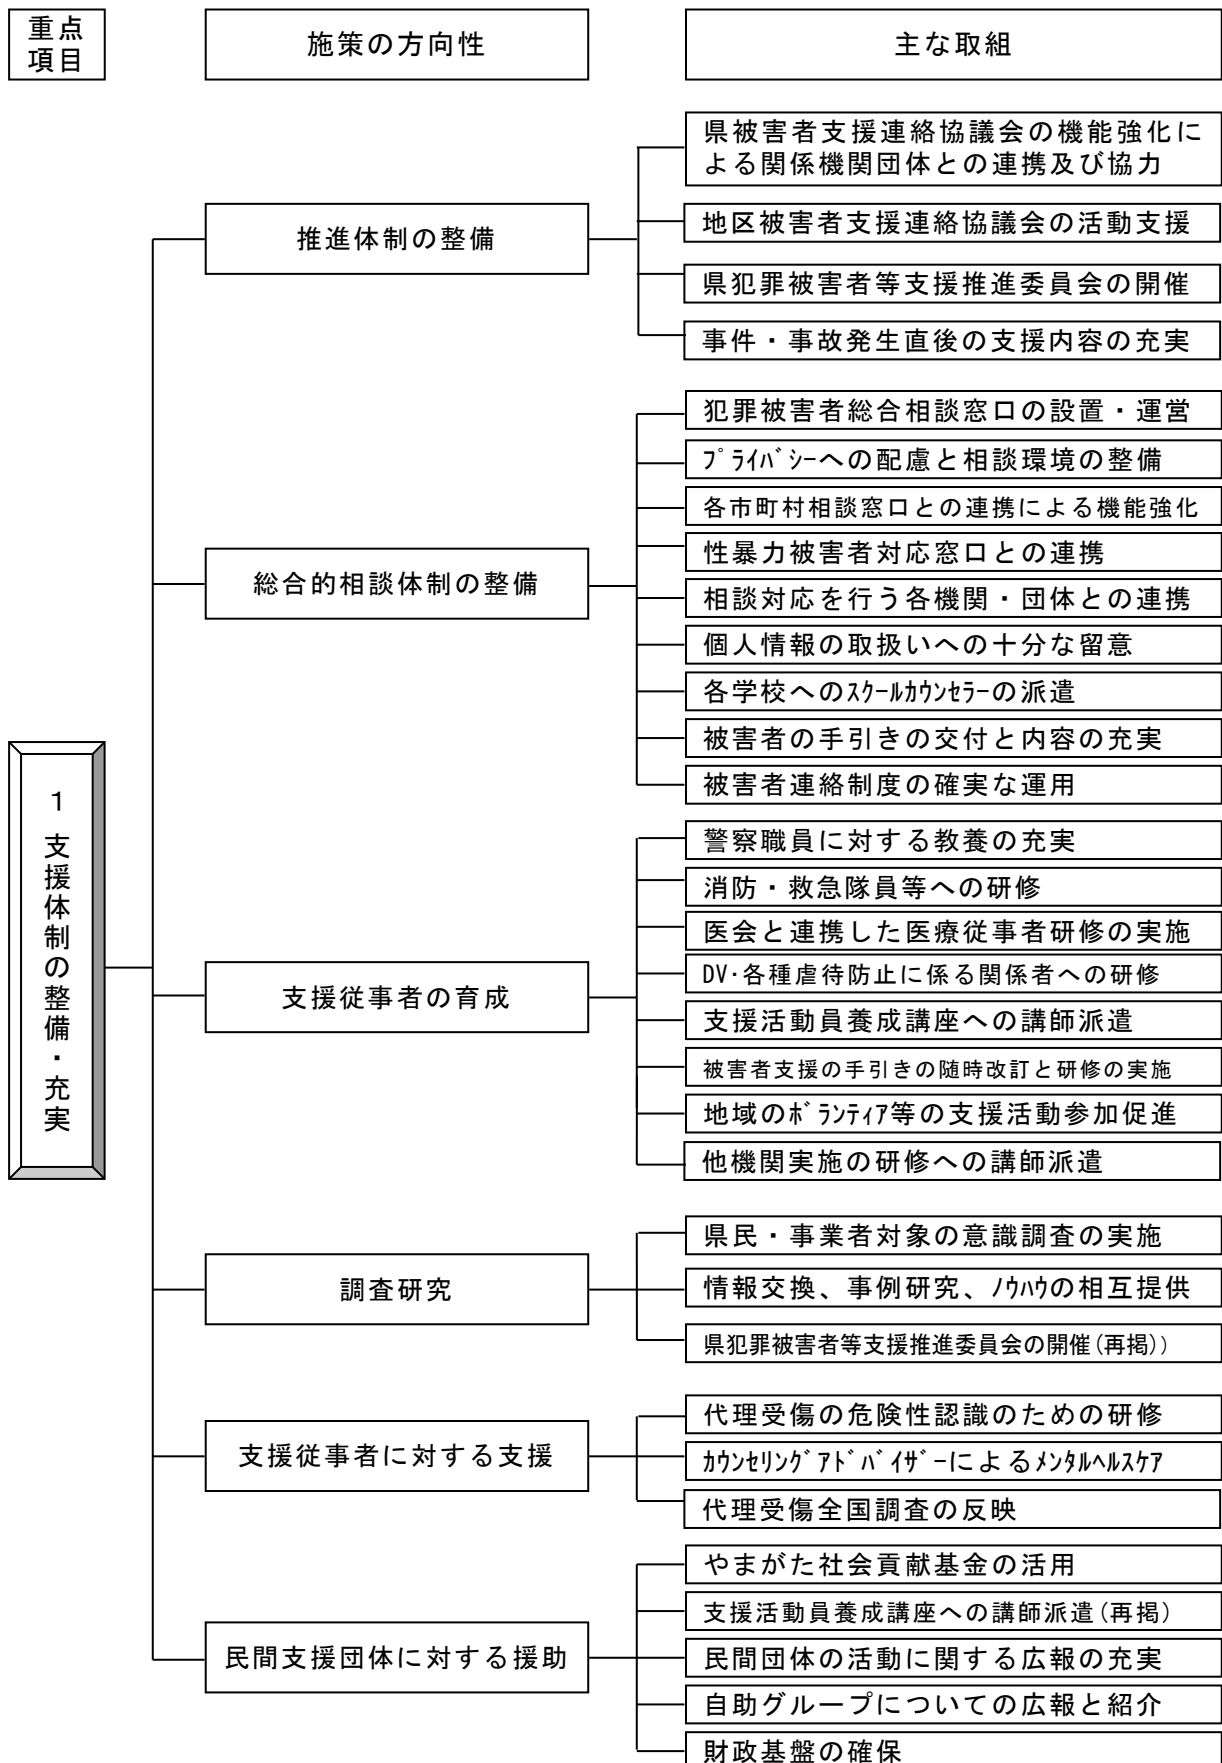 重点
項目
施策の方向性
主な取組
1 支援体制の整備・充実
推進体制の整備
県被害者支援連絡協議会の機能強化に
よる関係機関団体との連携及び協力
地区被害者支援連絡協議会の活動支援
県犯罪被害者等支援推進委員会の開催
事件・事故発生直後の支援内容の充実
総合的相談体制の整備
犯罪被害者総合相談窓口の設置・運営
プライバシーへの配慮と相談環境の整備
各市町村相談窓口との連携による機能強化
性暴力被害者対応窓口との連携
相談対応を行う各機関・団体との連携
個人情報の取扱いへの十分な留意
各学校へのスクールカウンセラーの派遣
被害者の手引きの交付と内容の充実
被害者連絡制度の確実な運用
支援従事者の育成
警察職員に対する教養の充実
消防・救急隊員等への研修
医会と連携した医療従事者研修の実施
DV・各種虐待防止に係る関係者への研修
支援活動員養成講座への講師派遣
被害者支援の手引きの随時改訂と研修の実施
地域のボランティア等の支援活動参加促進
他機関実施の研修への講師派遣
調査研究
県民・事業者対象の意識調査の実施
情報交換、事例研究、ノウハウの相互提供
県犯罪被害者等支援推進委員会の開催(再掲))
支援従事者に対する支援
代理受傷の危険性認識のための研修
カウンセリングアドバイザーによるメンタルヘルスケア
代理受傷全国調査の反映
民間支援団体に対する援助
やまがた社会貢献基金の活用
支援活動員養成講座への講師派遣(再掲)
民間団体の活動に関する広報の充実
自助グループについての広報と紹介
財政基盤の確保